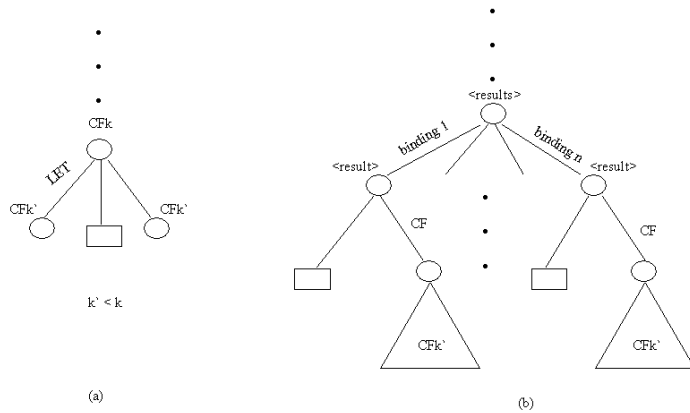 CFk
LET
CFk`
CFk`
k` < k
(a)
<results>
binding 1
binding n
<result>
<result>
CF
CF
CFk`
CFk`
(b)